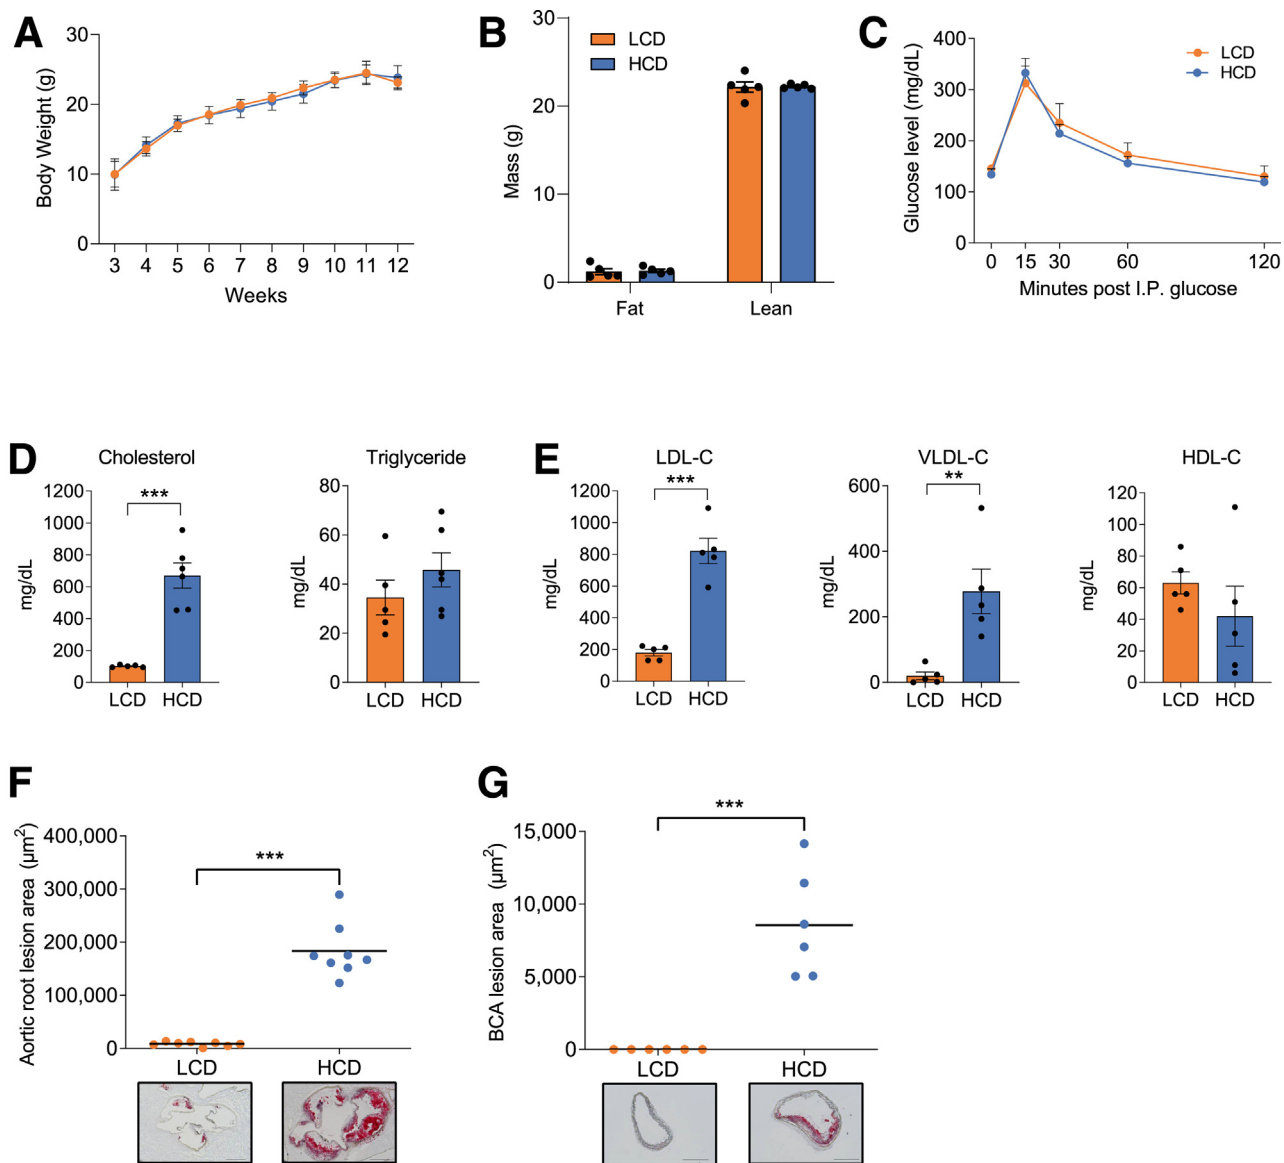 A
Body Weight (g)
30
20
10
0
3 4 5 6 7 8 9 10 11 12
Weeks
B
Mass (g)
30
20
10
0
LCD
HCD
Fat Lean
C
Glucose level (mg/dL)
400
300
200
100
0
LCD
HCD
0 15 30 60 120
Minutes post I.P. glucose
D
Cholesterol
mg/dL
1200
1000
800
600
400
200
0
***
LCD HCD
Triglyceride
mg/dL
80
60
40
20
0
LCD HCD
E
LDL-C
mg/dL
1200
1000
800
600
400
200
0
***
LCD HCD
VLDL-C
mg/dL
600
400
200
0
**
LCD HCD
HDL-C
mg/dL
120
100
80
60
40
20
0
LCD HCD
F
Aortic root lesion area (µm²)
400,000
300,000
200,000
100,000
0
***
LCD HCD
G
BCA lesion area (µm²)
15,000
10,000
5,000
0
***
LCD HCD